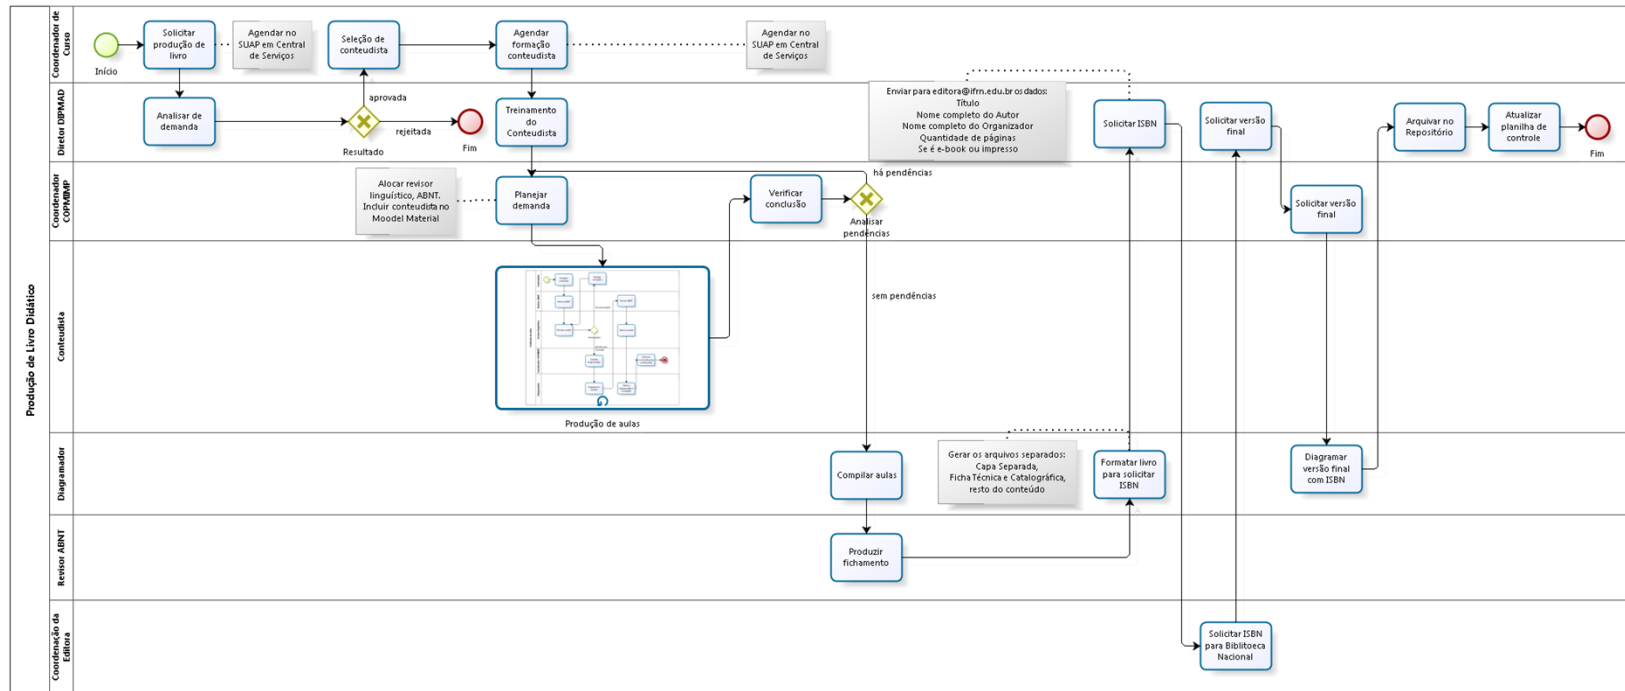 Produção de Livro Didático
Coordenador de
Curso
Início
Solicitar
produção de
livro
Agendar no
SUAP em Central
de Serviços
Seleção de
conteudista
Agendar
formação
conteudista
Agendar no
SUAP em Central
de Serviços
Diretor DIPMAD
Analisar de
demanda
aprovada
rejeitada
Resultado
Fim
Treinamento
do
Conteudista
Enviar para editora@ifrn.edu.br os dados:
Título
Nome completo do Autor
Nome completo do Organizador
Quantidade de páginas
Se é e-book ou impresso
Solicitar ISBN
Solicitar versão
final
Arquivar no
Repositório
Atualizar
planilha de
controle
Fim
Coordenador
COPMIMP
Alocar revisor
linguístico, ABNT.
Incluir conteudista no
Moodel Material
Planejar
demanda
Verificar
conclusão
há pendências
Analisar
pendências
Solicitar versão
final
Conteudista
Produção de aulas
sem pendências
Diagramador
Compilar aulas
Gerar os arquivos separados:
Capa Separada,
Ficha Técnica e Catalográfica,
resto do conteúdo
Formatar livro
para solicitar
ISBN
Diagramar
versão final
com ISBN
Revisor ABNT
Produzir
fichamento
Coordenação da
Editora
Solicitar ISBN
para Biblitoeca
Nacional